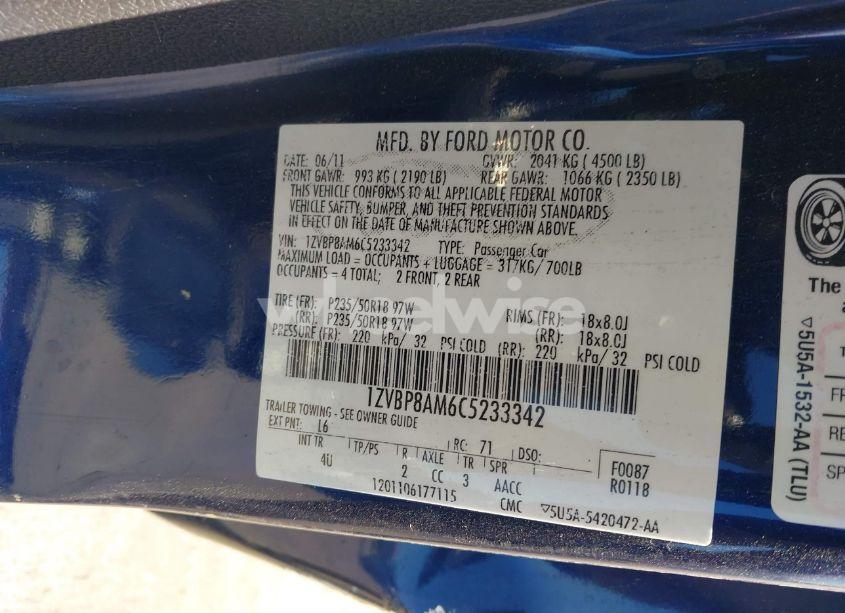 MFD. BY FORD MOTOR CO.
DATE: 06/11 GVWR: 2041 KG ( 4500 LB)
FRONT GAWR: 993 KG ( 2190 LB) REAR GAWR: 1066 KG ( 2350 LB)
THIS VEHICLE CONFORMS TO ALL APPLICABLE FEDERAL MOTOR
VEHICLE SAFETY, BUMPER, AND THEFT PREVENTION STANDARDS
IN EFFECT ON THE DATE OF MANUFACTURE SHOWN ABOVE.
VIN: 1ZVBP8AM6C5233342 TYPE: Passenger Car
MAXIMUM LOAD = OCCUPANTS + LUGGAGE = 317KG/ 700LB
OCCUPANTS = 4 TOTAL; 2 FRONT, 2 REAR
TIRE (FR): P235/50R18 97W RIMS (FR): 18x8.0J
(RR): P235/50R18 97W (RR): 18x8.0J
PRESSURE (FR): 220 kPa/ 32 PSI COLD (RR): 220 kPa/ 32 PSI COLD
wheelwise
1ZVBP8AM6C5233342
TRAILER TOWING - SEE OWNER GUIDE
EXT PNT: L6 RC: 71 DSO:
INT TR TP/PS R AXLE TR SPR F0087
4U 2 CC 3 AACC R0118
1201106177115 CMC ▽5U5A-5420472-AA
The
▽5U5A-1532-AA (TLU)
FR
RE
SP